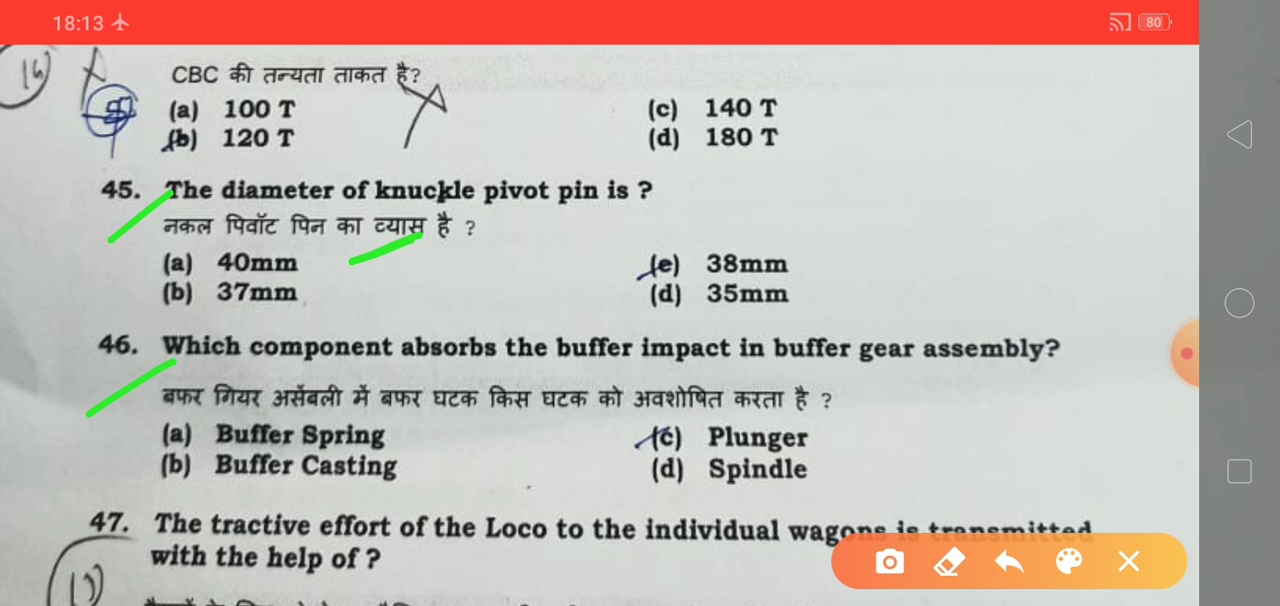 18:13
80
16
CBC की तन्यता ताकत है?
(a) 100 T (c) 140 T
(b) 120 T (d) 180 T
45. The diameter of knuckle pivot pin is ?
नकल पिवॉट पिन का व्यास है ?
(a) 40mm (c) 38mm
(b) 37mm (d) 35mm
46. Which component absorbs the buffer impact in buffer gear assembly?
बफर गियर असेंबली में बफर घटक किस घटक को अवशोषित करता है ?
(a) Buffer Spring (c) Plunger
(b) Buffer Casting (d) Spindle
47. The tractive effort of the Loco to the individual wagons is transmitted
with the help of ?